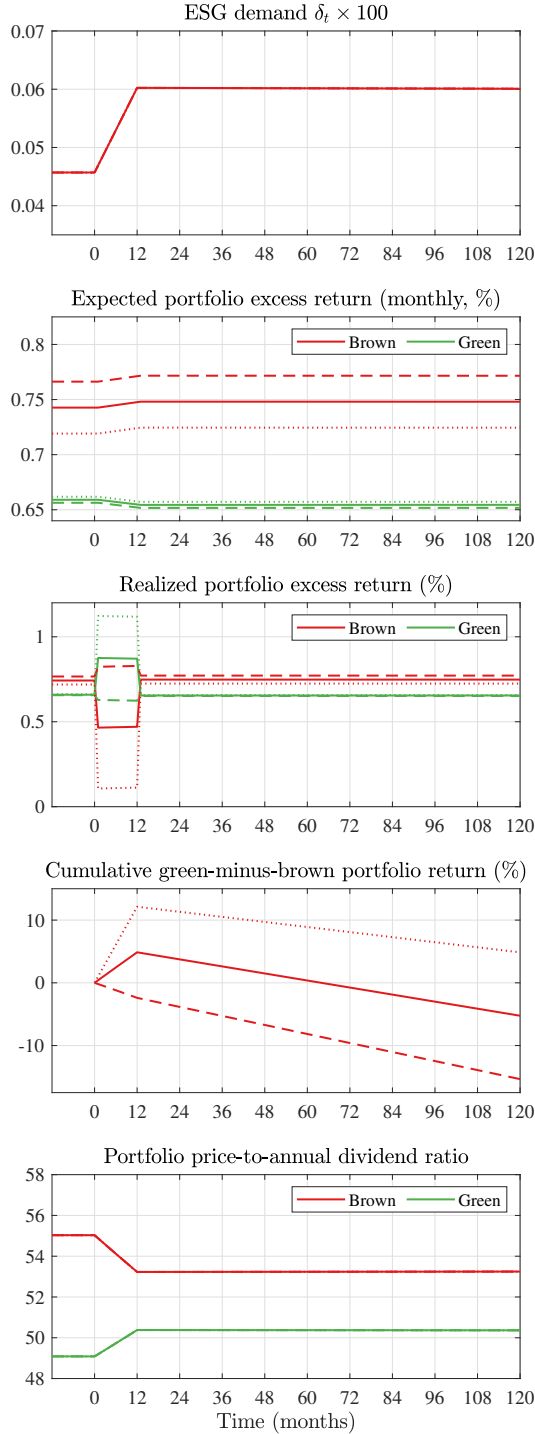 ESG demand δt × 100
0.07
0.06
0.05
0.04
0 12 24 36 48 60 72 84 96 108 120
Expected portfolio excess return (monthly, %)
Brown Green
0.8
0.75
0.7
0.65
0 12 24 36 48 60 72 84 96 108 120
Realized portfolio excess return (%)
Brown Green
1
0.5
0
0 12 24 36 48 60 72 84 96 108 120
Cumulative green-minus-brown portfolio return (%)
10
0
-10
0 12 24 36 48 60 72 84 96 108 120
Portfolio price-to-annual dividend ratio
58
Brown Green
56
54
52
50
48
0 12 24 36 48 60 72 84 96 108 120
Time (months)